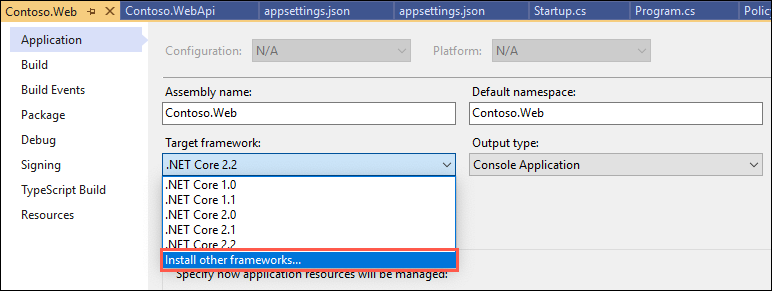 Contoso.Web
Contoso.WebApi
appsettings.json
appsettings.json
Startup.cs
Program.cs
Policy
Application
Build
Build Events
Package
Debug
Signing
TypeScript Build
Resources
Configuration:
N/A
Platform:
N/A
Assembly name:
Default namespace:
Contoso.Web
Contoso.Web
Target framework:
Output type:
.NET Core 2.2
Console Application
.NET Core 1.0
.NET Core 1.1
.NET Core 2.0
.NET Core 2.1
.NET Core 2.2
Install other frameworks...
Specify how application resources will be managed: